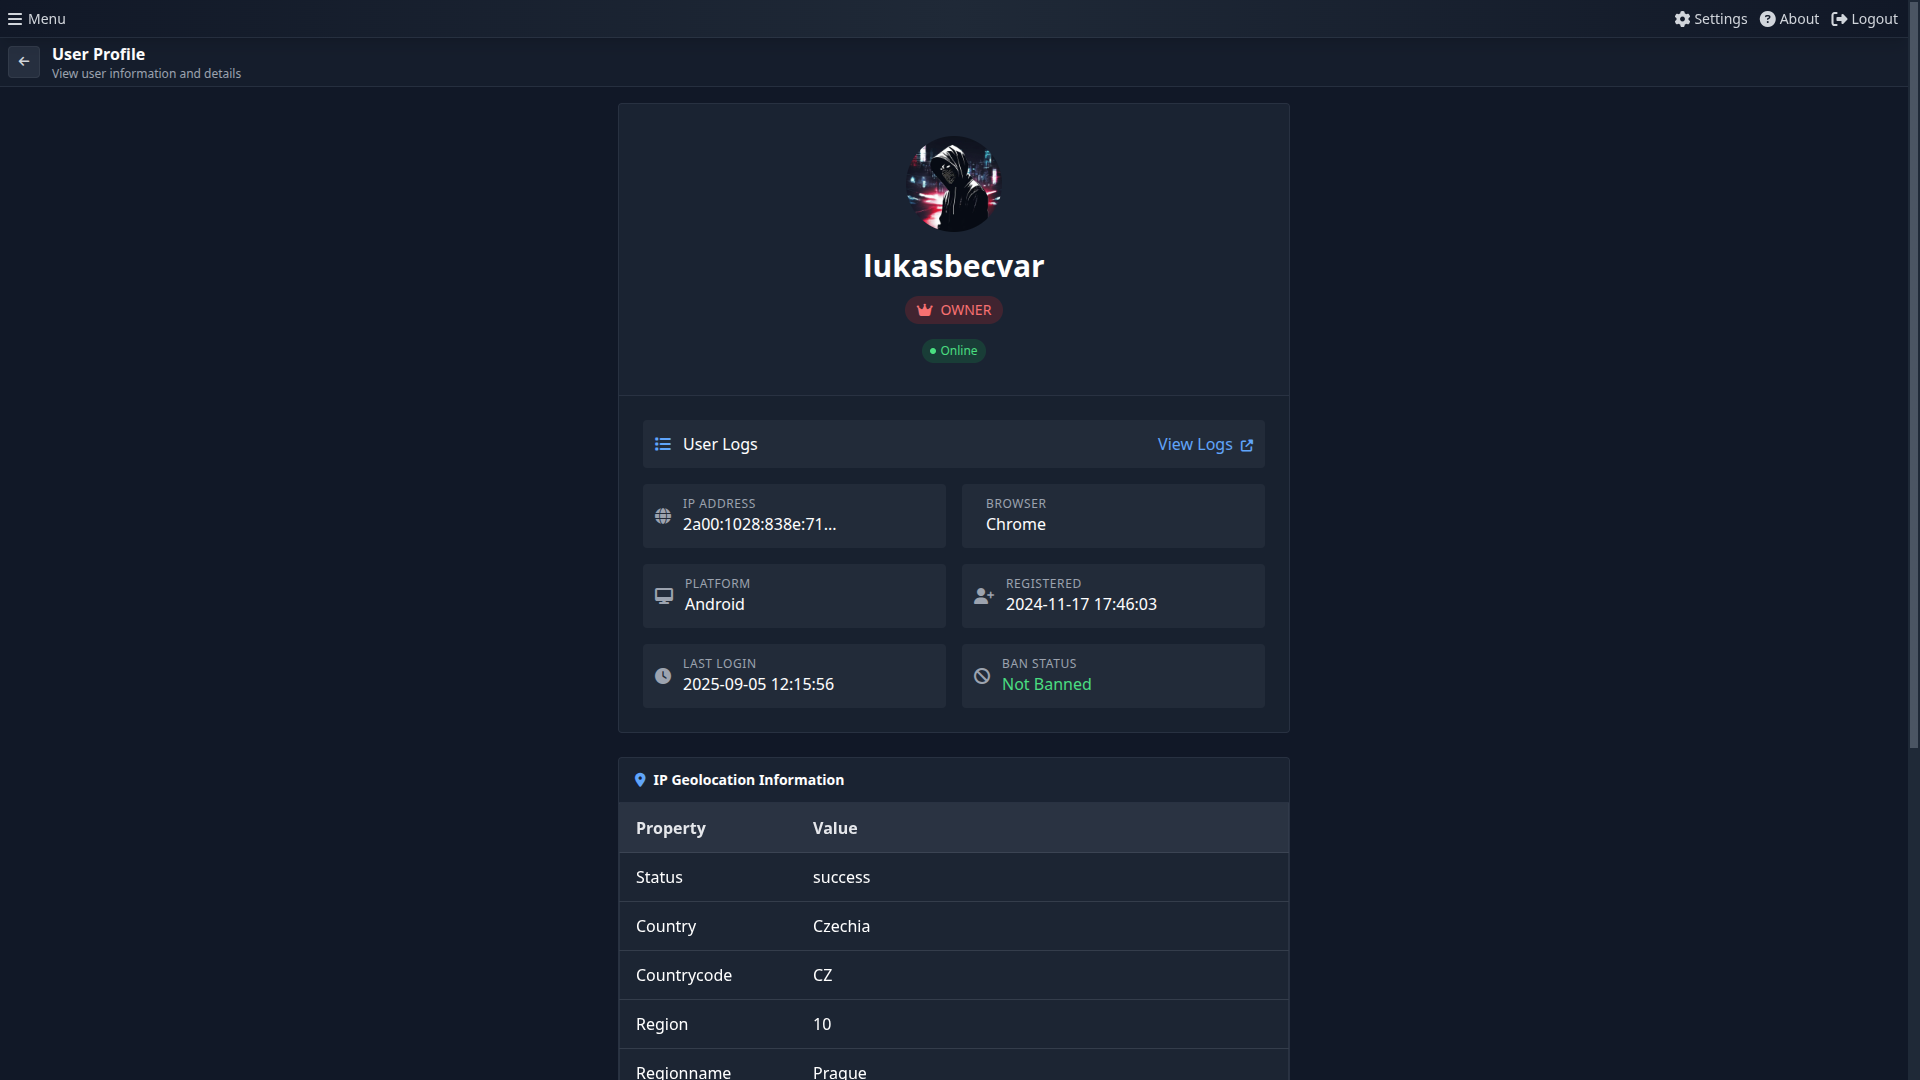 Menu
Settings
About
Logout
User Profile
View user information and details
lukasbecvar
OWNER
Online
User Logs
View Logs
IP ADDRESS
2a00:1028:838e:71...
BROWSER
Chrome
PLATFORM
Android
REGISTERED
2024-11-17 17:46:03
LAST LOGIN
2025-09-05 12:15:56
BAN STATUS
Not Banned
IP Geolocation Information
Property Value
Status success
Country Czechia
Countrycode CZ
Region 10
Regionname Prague